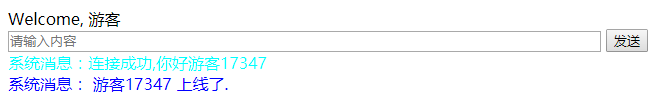 Welcome, 游客
请输入内容
发送
系统消息：连接成功,你好游客17347
系统消息： 游客17347 上线了.